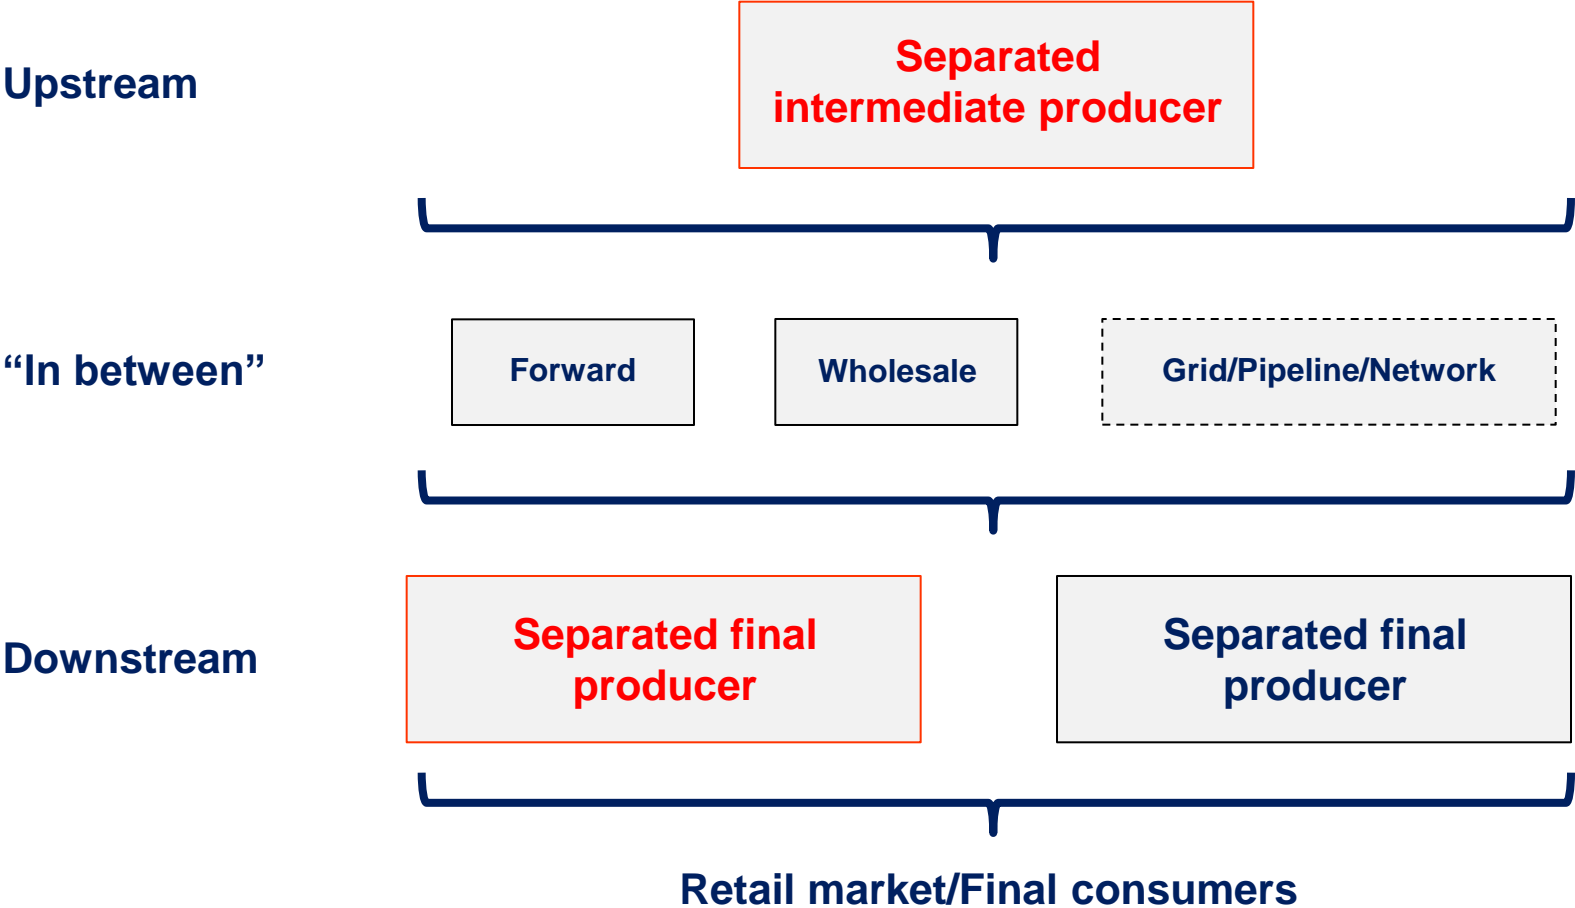 Upstream
Separated
intermediate producer
“In between”
Forward
Wholesale
Grid/Pipeline/Network
Downstream
Separated final
producer
Separated final
producer
Retail market/Final consumers